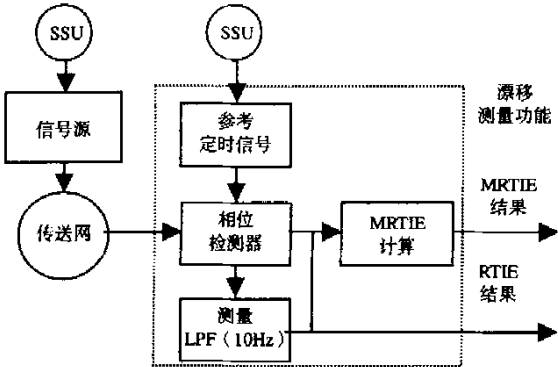 SSU
SSU
信号源
参考
定时信号
漂移
测量功能
传送网
相位
检测器
MRTIE
计算
MRTIE
结果
测量
LPF（10Hz）
RTIE
结果